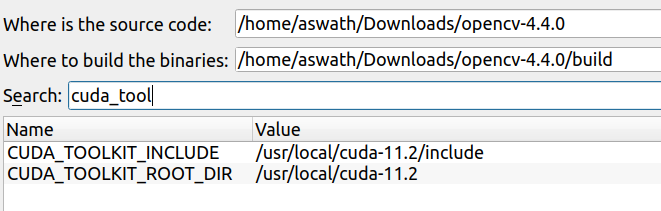 Where is the source code: /home/aswath/Downloads/opencv-4.4.0
Where to build the binaries: /home/aswath/Downloads/opencv-4.4.0/build
Search: cuda_tool
Name Value
CUDA_TOOLKIT_INCLUDE /usr/local/cuda-11.2/include
CUDA_TOOLKIT_ROOT_DIR /usr/local/cuda-11.2